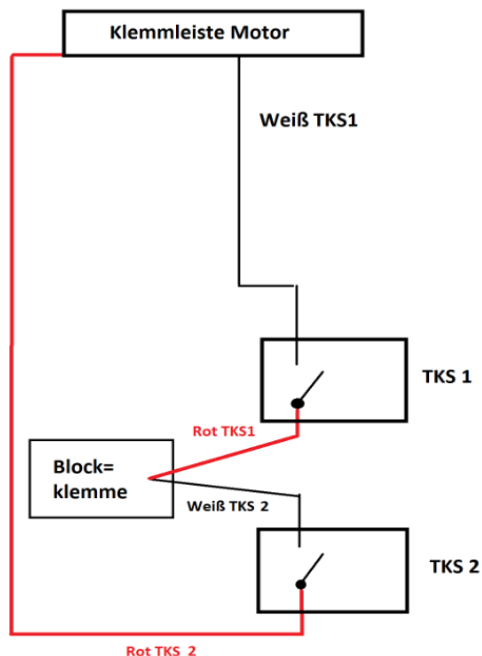 Klemmleiste Motor
Weiß TKS1
TKS 1
Rot TKS1
Block=
klemme
Weiß TKS 2
TKS 2
Rot TKS 2